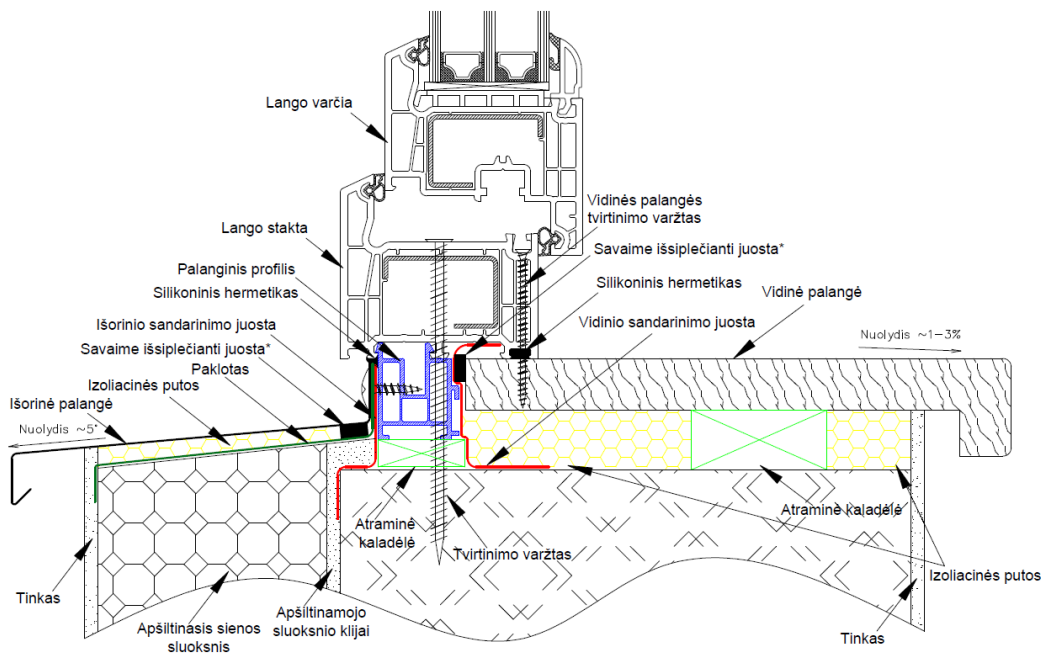 Lango varčia
Vidinės palangės
tvirtinimo varžtas
Lango stakta
Savaime išsiplečianti juosta*
Palanginis profilis
Silikoninis hermetikas
Silikoninis hermetikas
Vidinė palangė
Išorinio sandarinimo juosta
Vidinio sandarinimo juosta
Nuolydis ~1-3%
Savaime išsiplečianti juosta*
Paklotas
Izoliacinės putos
Išorinė palangė
Nuolydis ~5°
Atraminė
kaladėlė
Atraminė kaladėlė
Tvirtinimo varžtas
Izoliacinės putos
Tinkas
Apšiltinasis sienos
sluoksnis
Apšiltinamojo
sluoksnio klijai
Tinkas